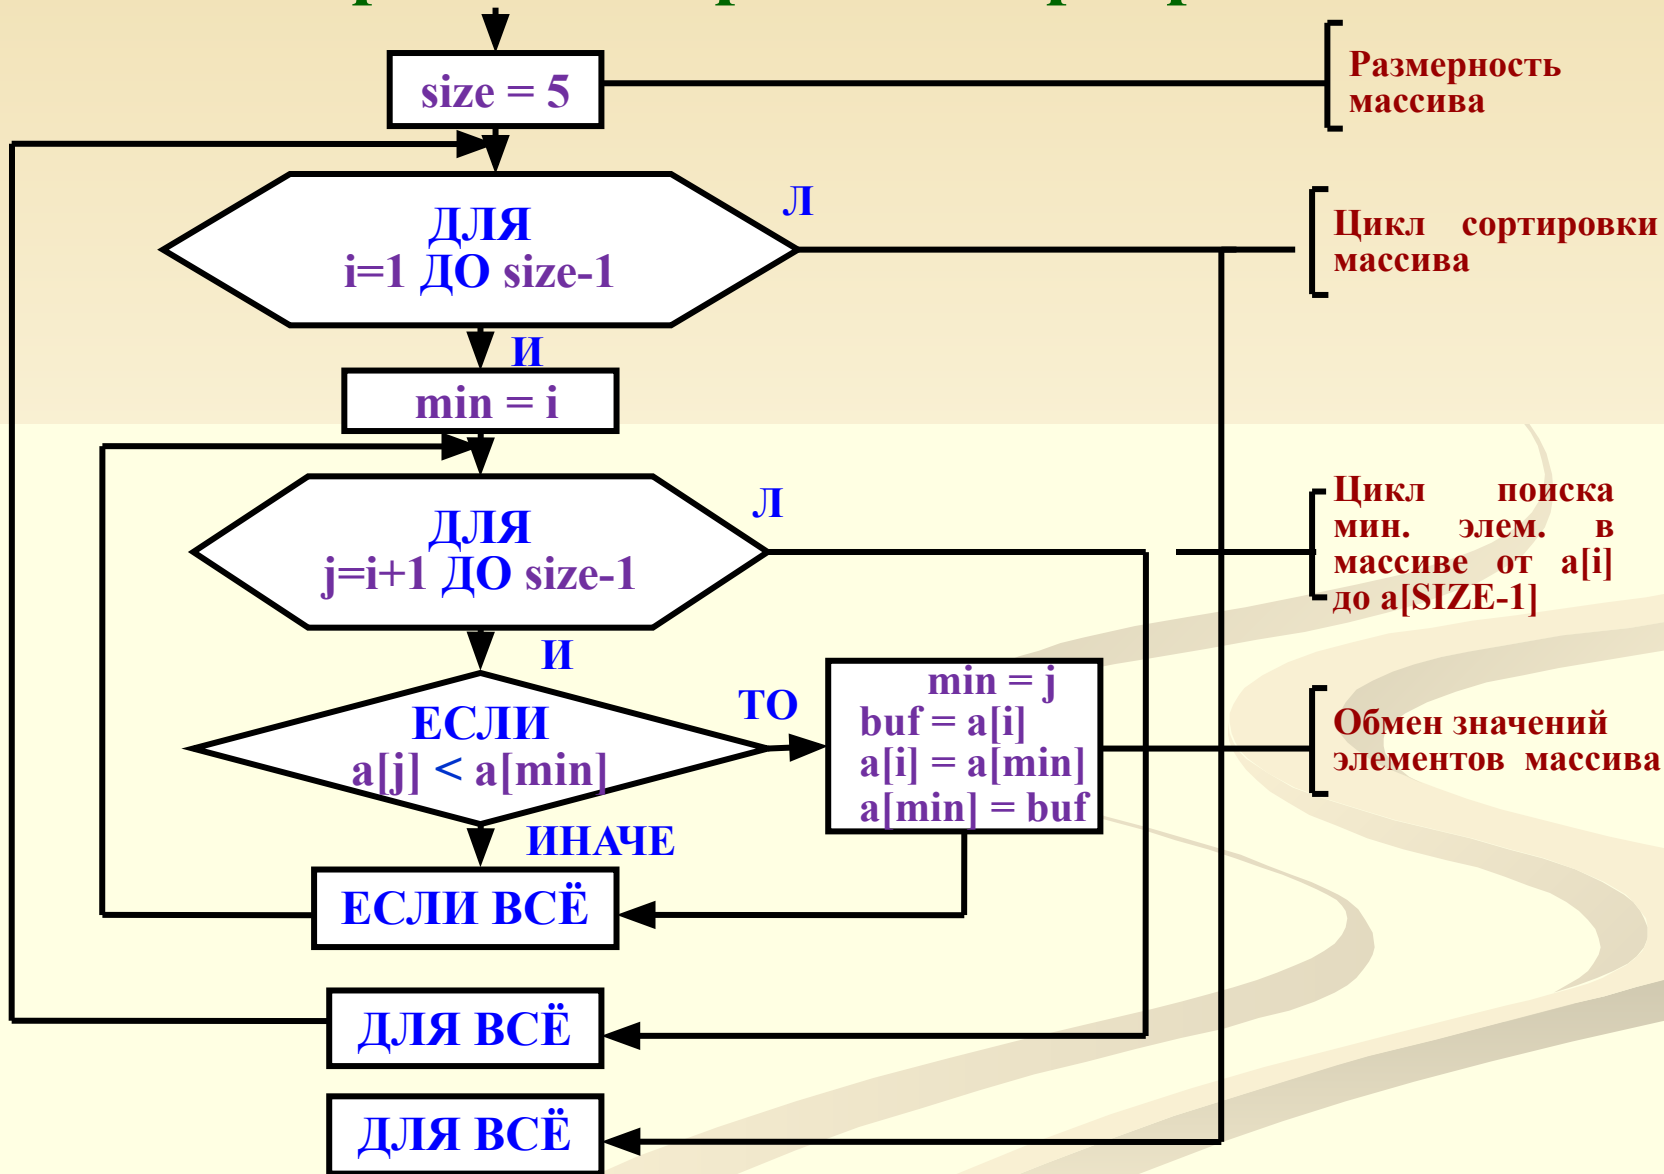 size = 5
Размерность
массива
ДЛЯ
i=1 ДО size-1
Л
Цикл сортировки
массива
И
min = i
ДЛЯ
j=i+1 ДО size-1
Л
Цикл поиска
мин. элем. в
массиве от a[i]
до a[SIZE-1]
И
ЕСЛИ
a[j] < a[min]
ТО
min = j
buf = a[i]
a[i] = a[min]
a[min] = buf
Обмен значений
элементов массива
ИНАЧЕ
ЕСЛИ ВСЁ
ДЛЯ ВСЁ
ДЛЯ ВСЁ